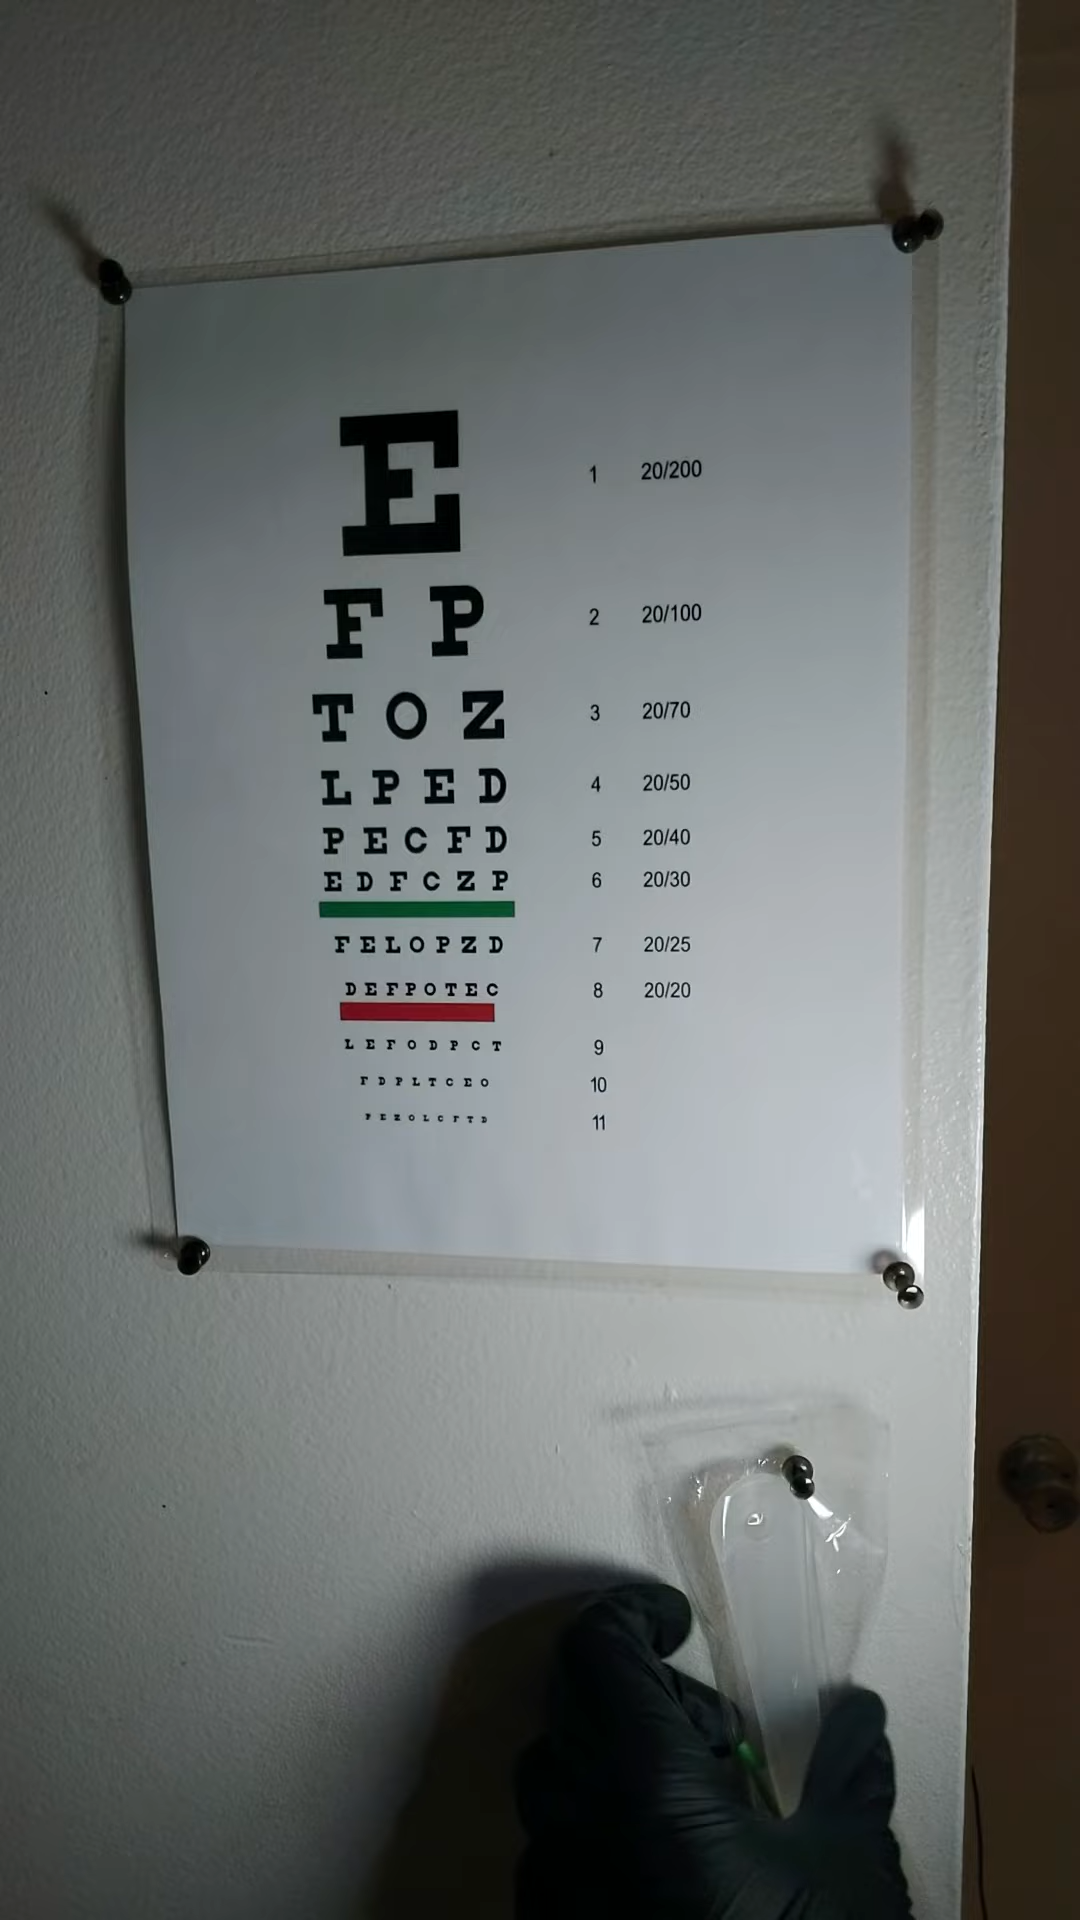 E 1 20/200
F P 2 20/100
T O Z 3 20/70
L P E D 4 20/50
P E C F D 5 20/40
E D F C Z P 6 20/30
F E L O P Z D 7 20/25
D E F P O T E C 8 20/20
L E F O D P C T 9
F D P L T C E O 10
P E Z O L C F T D 11